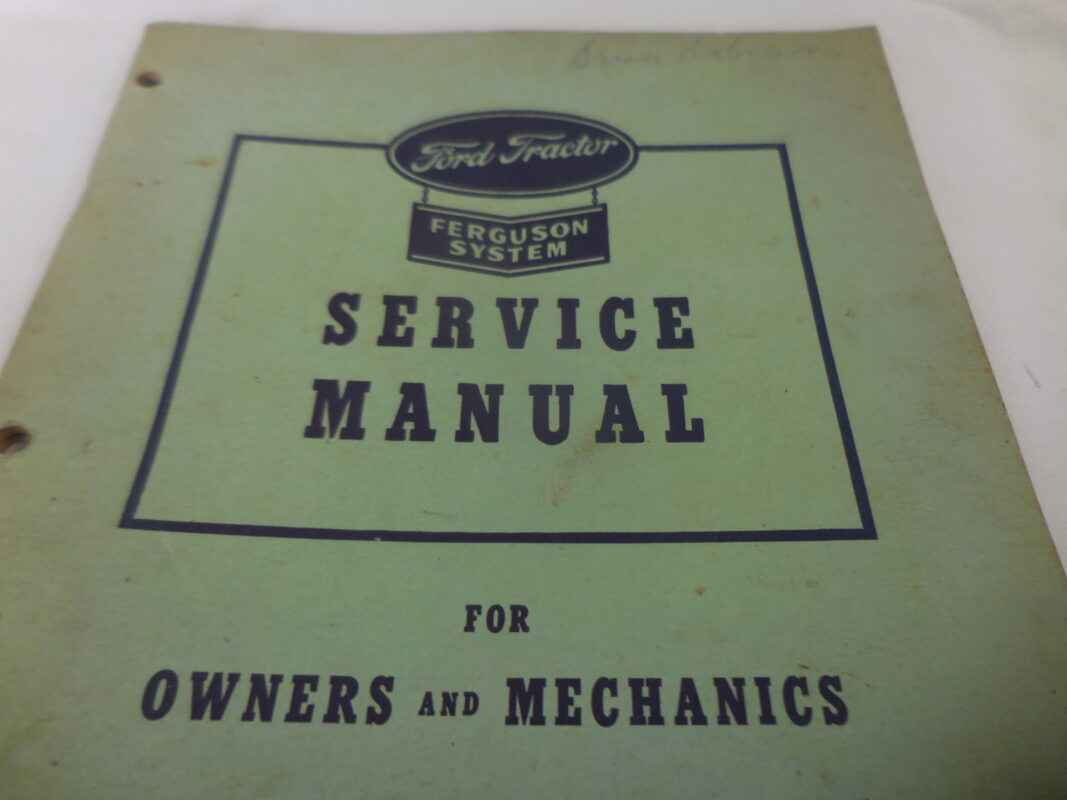 Ford Tractor
FERGUSON
SYSTEM
SERVICE
MANUAL
FOR
OWNERS AND MECHANICS